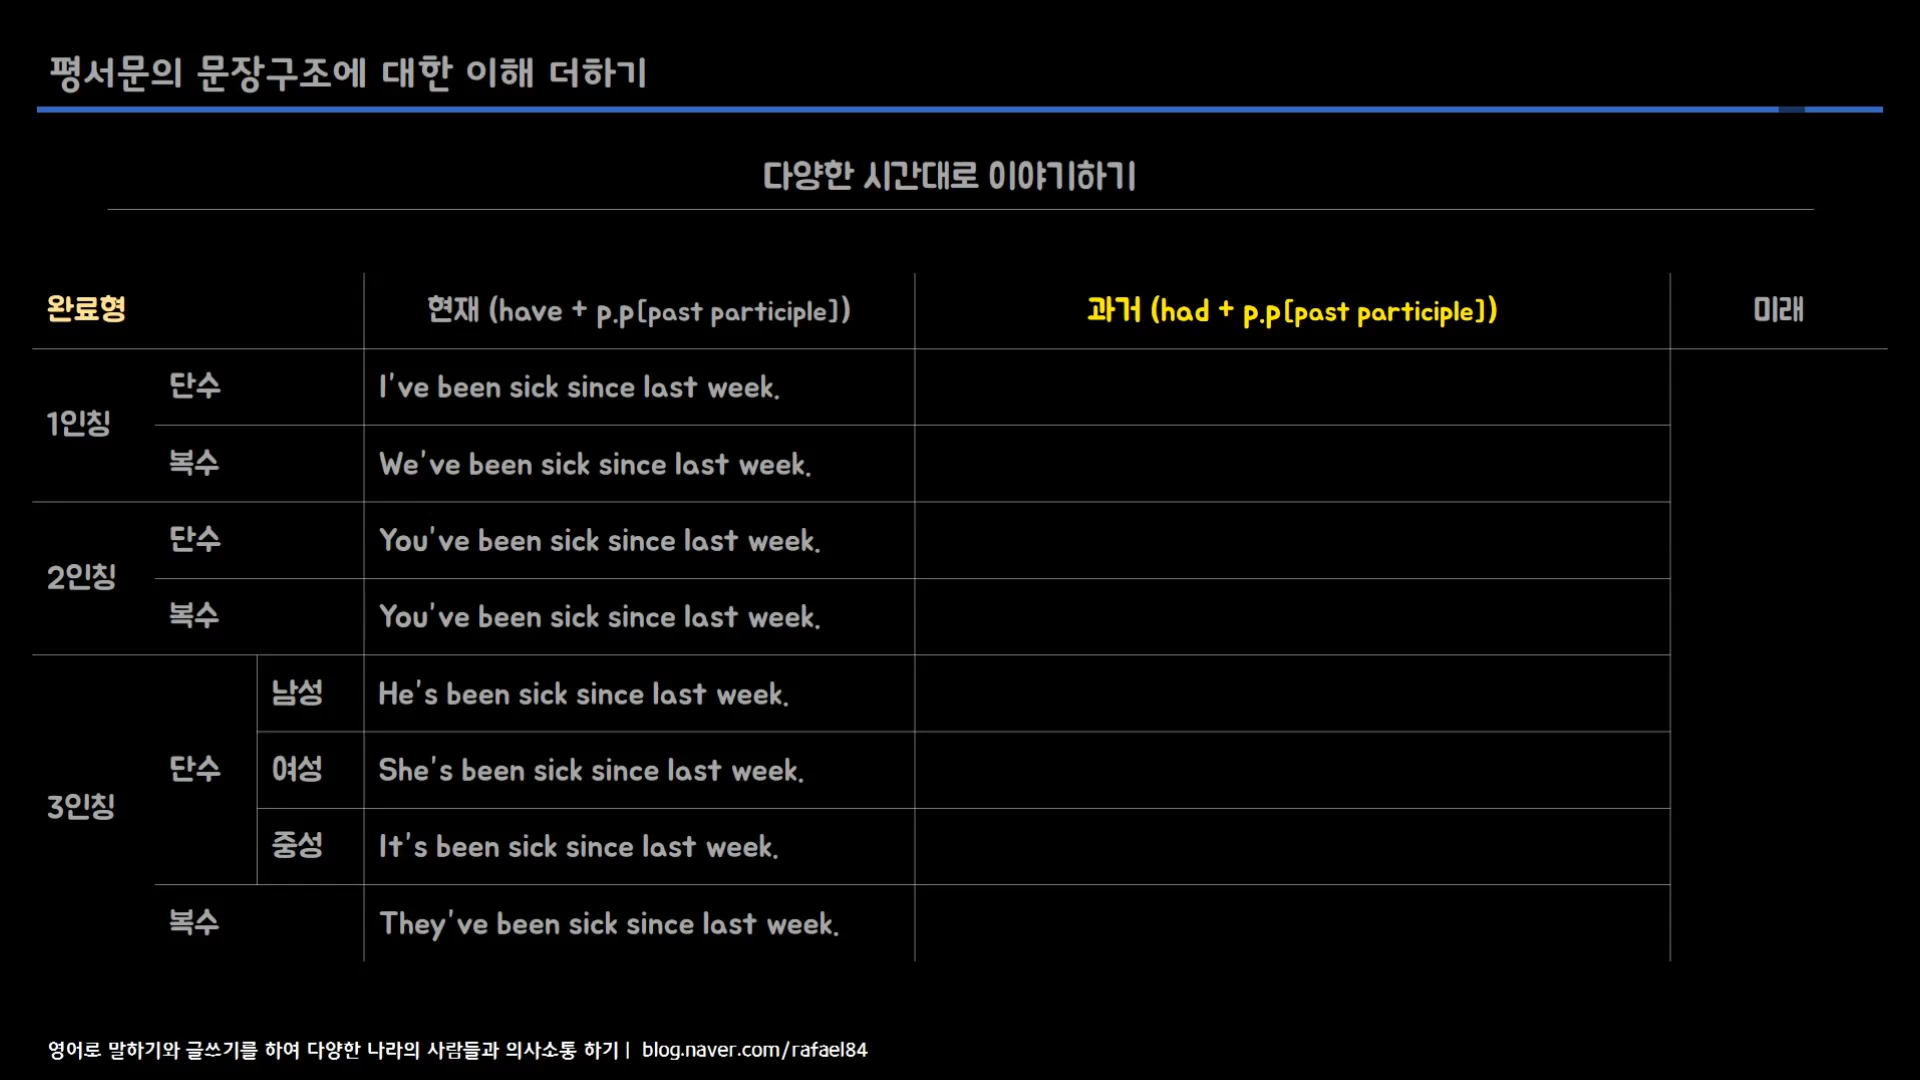 평서문의 문장구조에 대한 이해 더하기
다양한 시간대로 이야기하기
완료형 현재 (have + p.p[past participle]) 과거 (had + p.p[past participle]) 미래
1인칭
단수 I've been sick since last week.
복수 We've been sick since last week.
2인칭
단수 You've been sick since last week.
복수 You've been sick since last week.
3인칭
단수
남성 He's been sick since last week.
여성 She's been sick since last week.
중성 It's been sick since last week.
복수 They've been sick since last week.
영어로 말하기와 글쓰기를 하여 다양한 나라의 사람들과 의사소통 하기 | blog.naver.com/rafael84